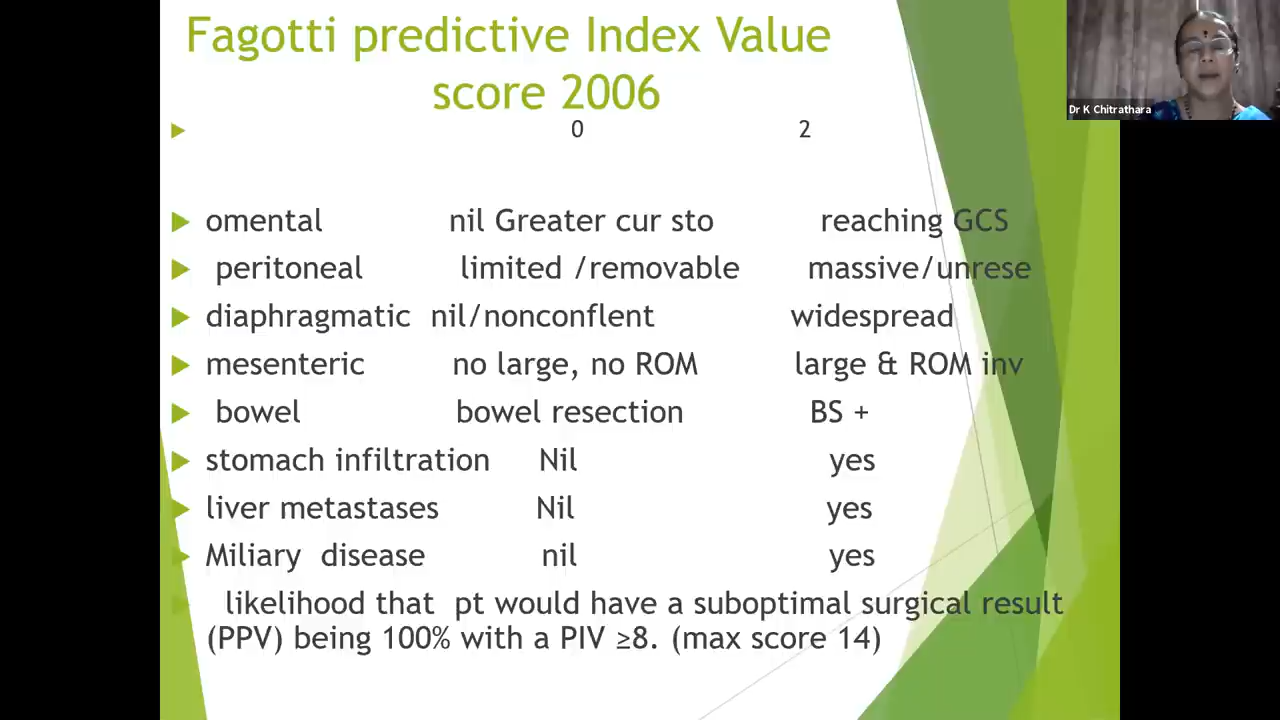 Fagotti predictive Index Value
score 2006
0 2
omental nil Greater cur sto reaching GCS
peritoneal limited /removable massive/unrese
diaphragmatic nil/nonconflent widespread
mesenteric no large, no ROM large & ROM inv
bowel bowel resection BS +
stomach infiltration Nil yes
liver metastases Nil yes
Miliary disease nil yes
likelihood that pt would have a suboptimal surgical result
(PPV) being 100% with a PIV ≥8. (max score 14)
Dr K Chitrathara